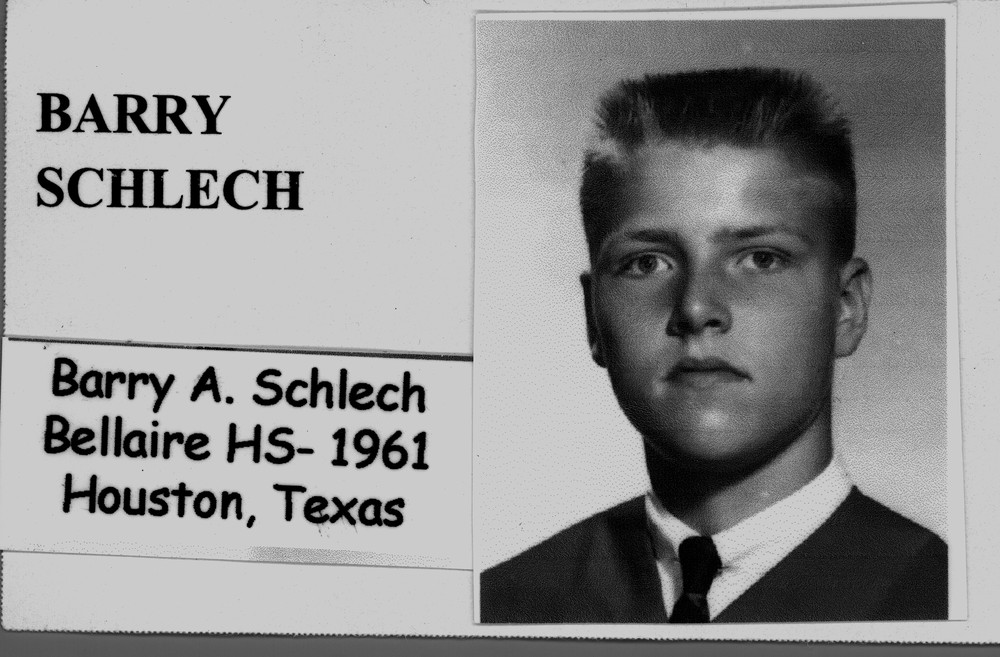 BARRY
SCHLECH
Barry A. Schlech
Bellaire HS- 1961
Houston, Texas